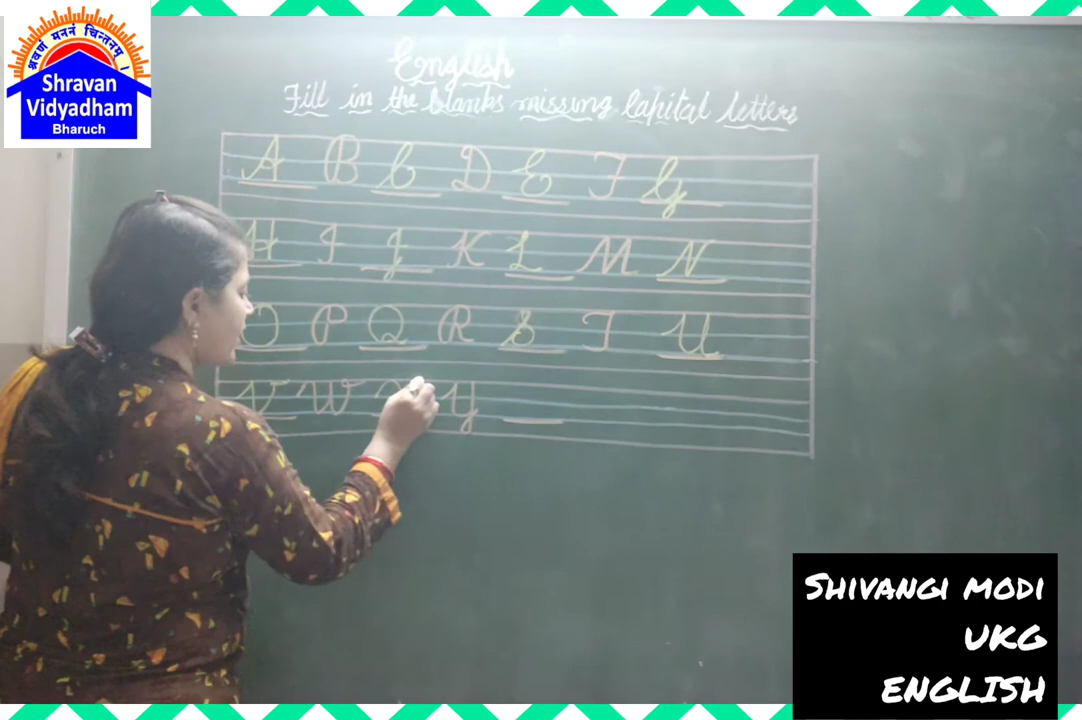 श्रवणं मननं चिन्तनम् ।
Shravan
Vidyadham
Bharuch
English
Fill in the blanks missing Capital letters
A B C D E F G
H I J K L M N
O P Q R S T U
V W X Y
Shivangi modi
UKG
ENGLISH